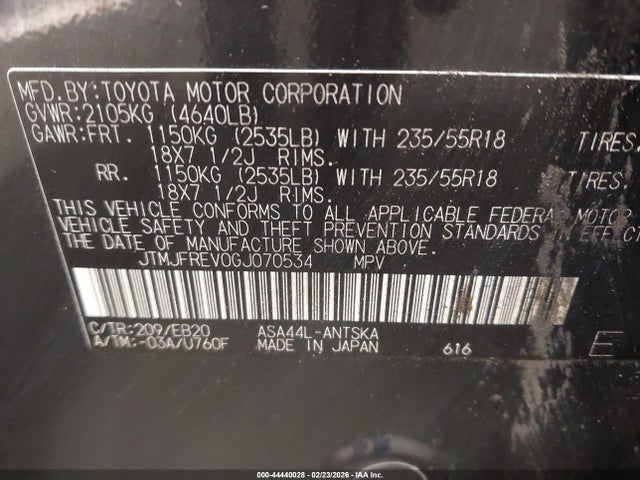 MFD.BY:TOYOTA MOTOR CORPORATION
GVWR:2105KG (4640LB)
GAWR:FRT. 1150KG (2535LB) WITH 235/55R18 TIRES.
18X7 1/2J RIMS.
RR. 1150KG (2535LB) WITH 235/55R18 TIRES.
18X7 1/2J RIMS.
THIS VEHICLE CONFORMS TO ALL APPLICABLE FEDERAL MOTOR
VEHICLE SAFETY AND THEFT PREVENTION STANDARDS IN EFFEC
THE DATE OF MANUFACTURE SHOWN ABOVE.
JTMJFREV0GJ070534 MPV
C/TR:209/EB20 ASA44L-ANTSKA
A/TM:-03A/U760F MADE IN JAPAN 616 E
000-44440028 - 02/23/2026 - IAA Inc.